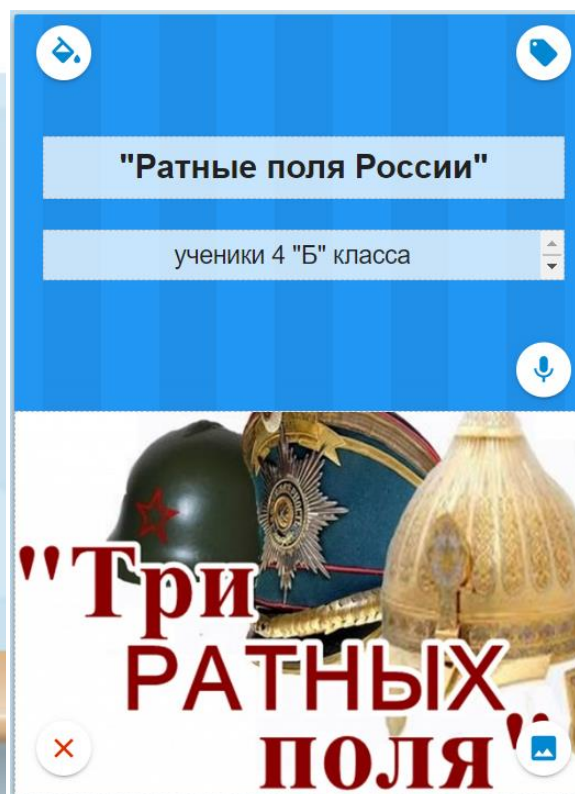 "Ратные поля России"
ученики 4 "Б" класса
"Три
РАТНЫХ
поля"